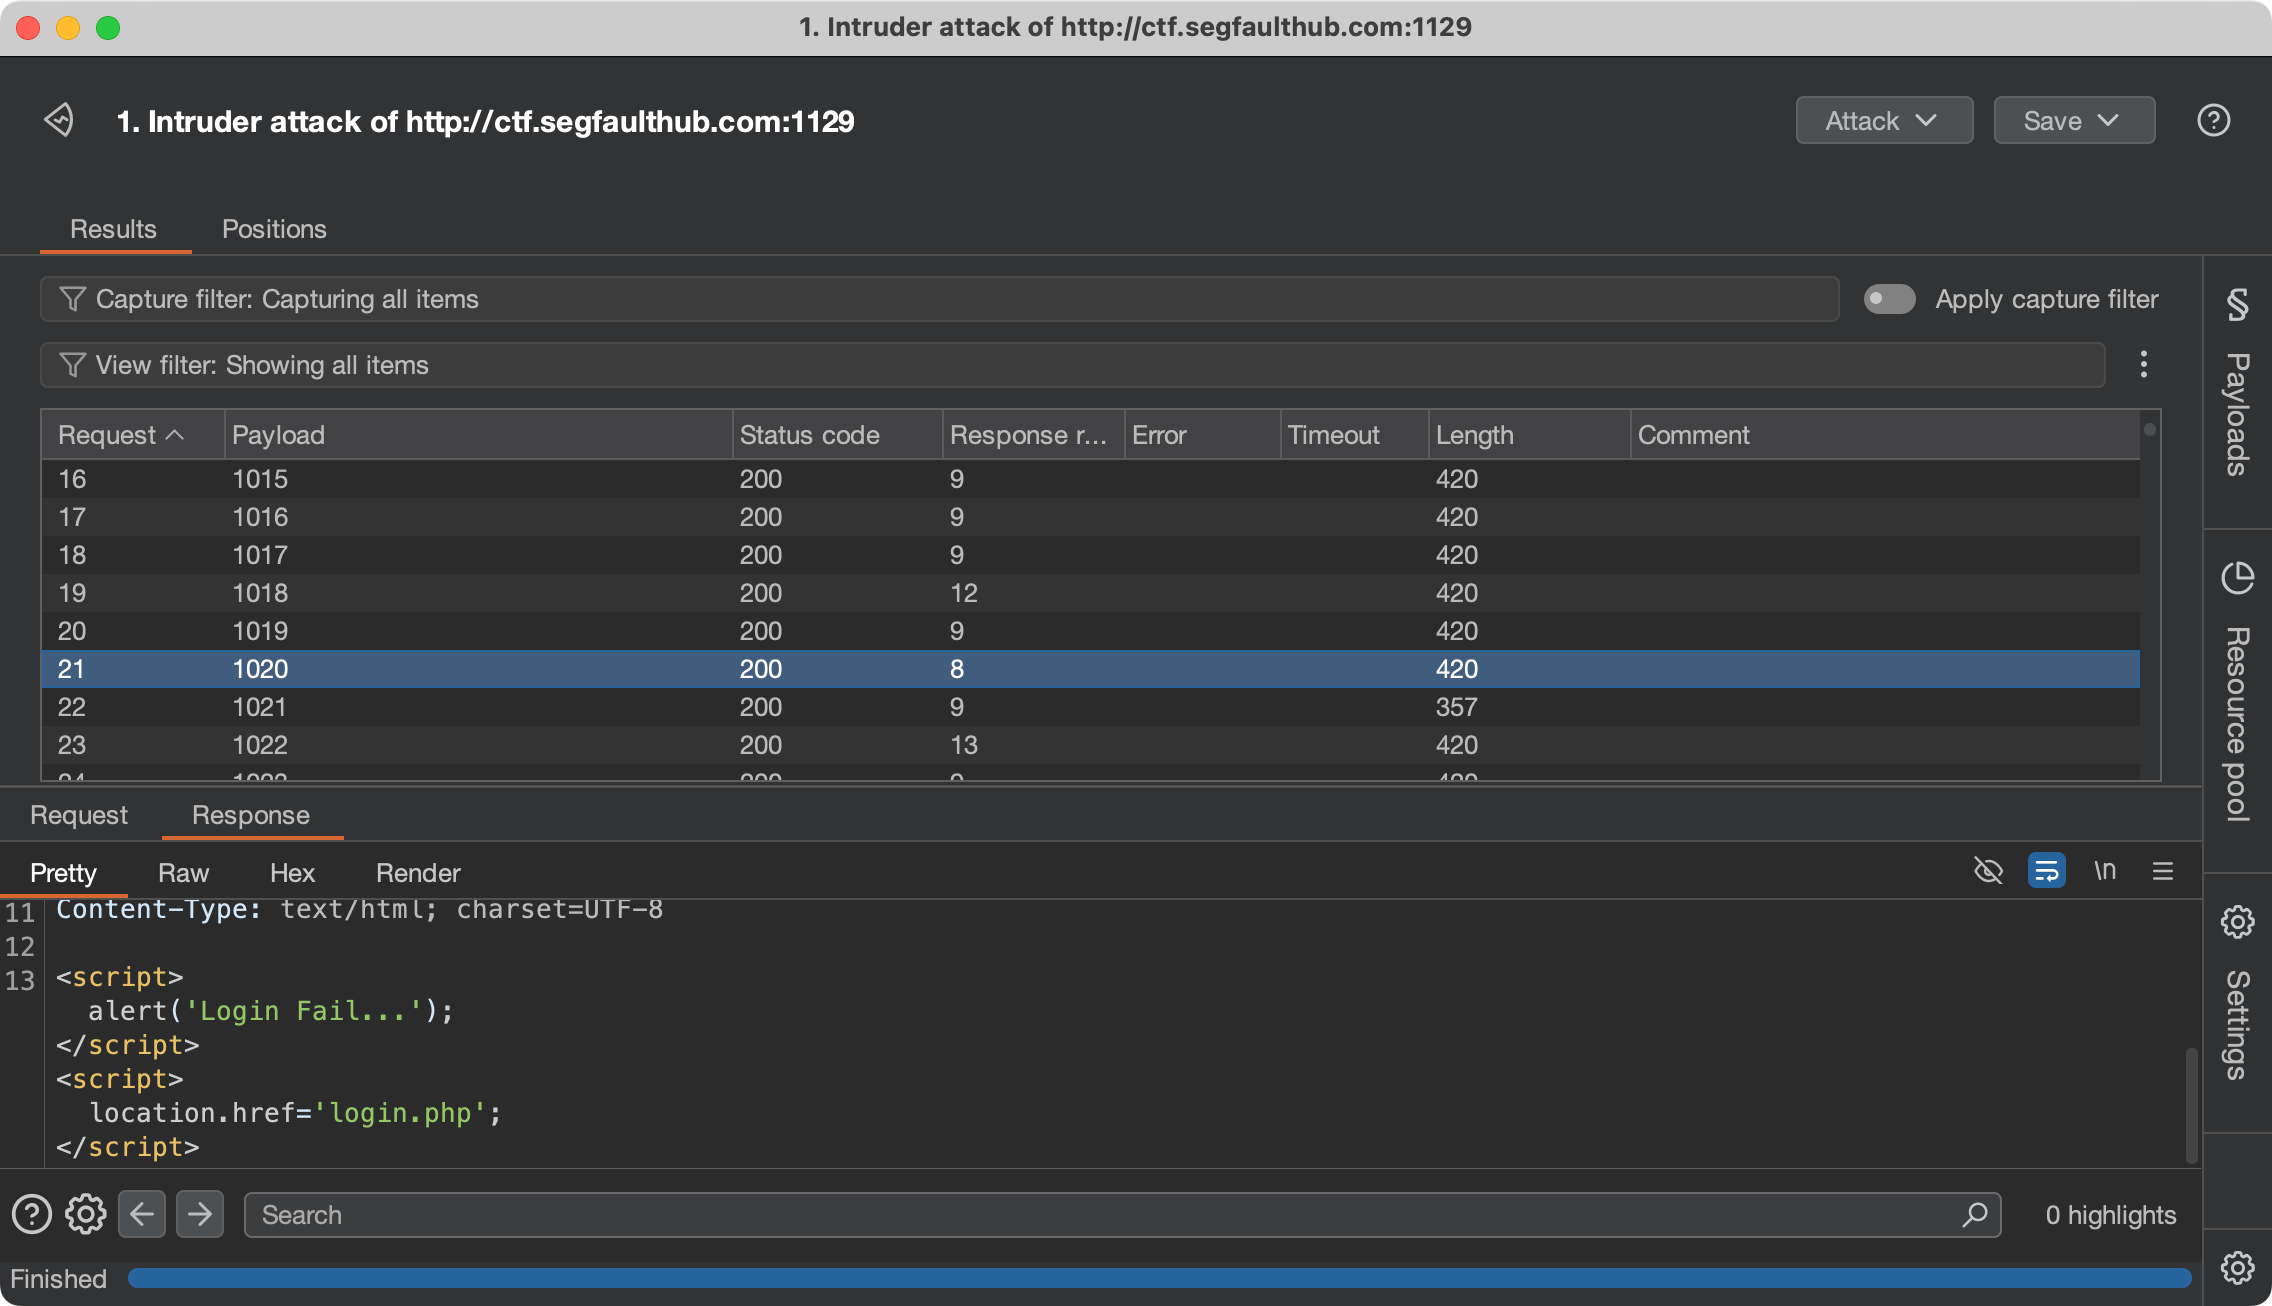 1. Intruder attack of http://ctf.segfaulthub.com:1129
1. Intruder attack of http://ctf.segfaulthub.com:1129
Attack
Save
Results Positions
Capture filter: Capturing all items
Apply capture filter
View filter: Showing all items
Request Payload Status code Response r... Error Timeout Length Comment
16 1015 200 9 420
17 1016 200 9 420
18 1017 200 9 420
19 1018 200 12 420
20 1019 200 9 420
21 1020 200 8 420
22 1021 200 9 357
23 1022 200 13 420
Request Response
Pretty Raw Hex Render
\n
11 Content-Type: text/html; charset=UTF-8
12
13 <script>
alert('Login Fail...');
</script>
<script>
location.href='login.php';
</script>
Search
0 highlights
Finished
§
Payloads
Resource pool
Settings